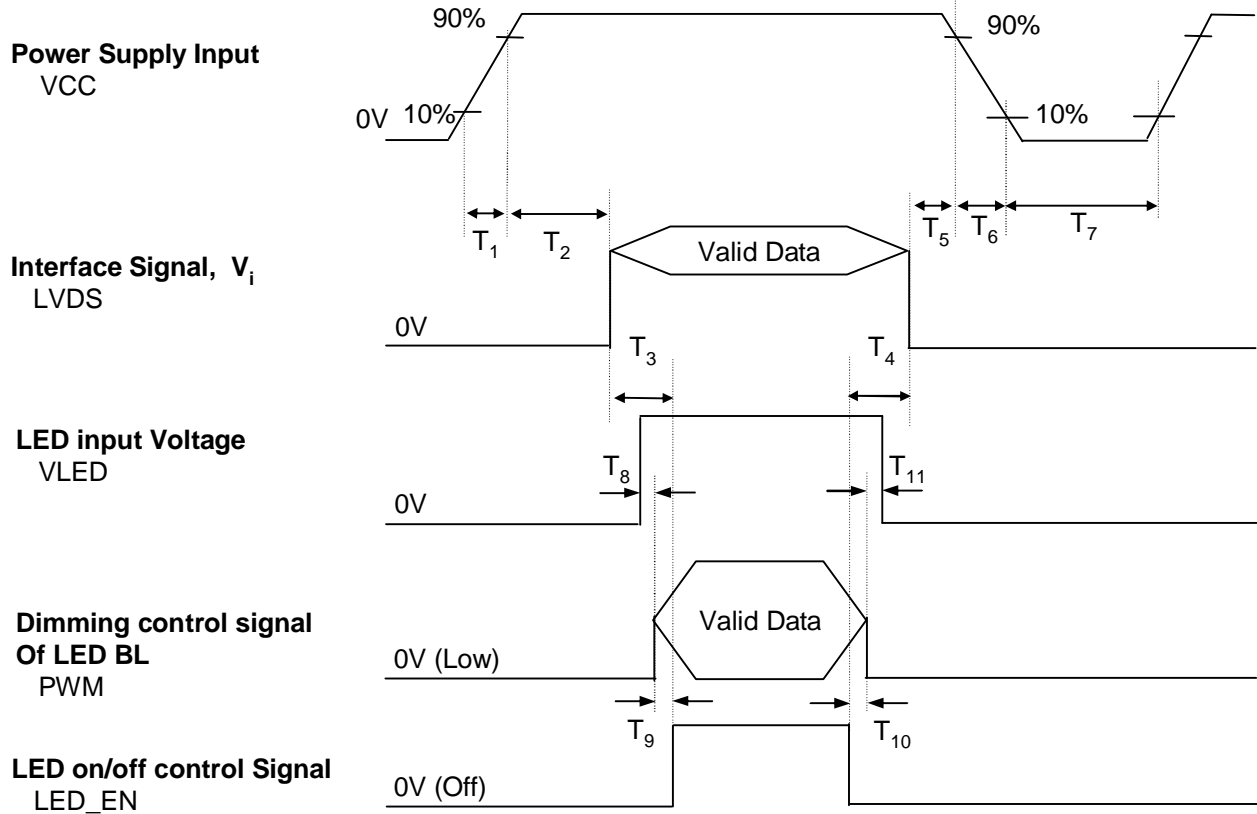 90%
90%
Power Supply Input
VCC
0V 10%
10%
T1
T2
T5
T6
T7
Interface Signal, Vi
LVDS
Valid Data
0V
T3
T4
LED input Voltage
VLED
T8
T11
0V
Dimming control signal
Of LED BL
PWM
Valid Data
0V (Low)
T9
T10
LED on/off control Signal
LED_EN
0V (Off)